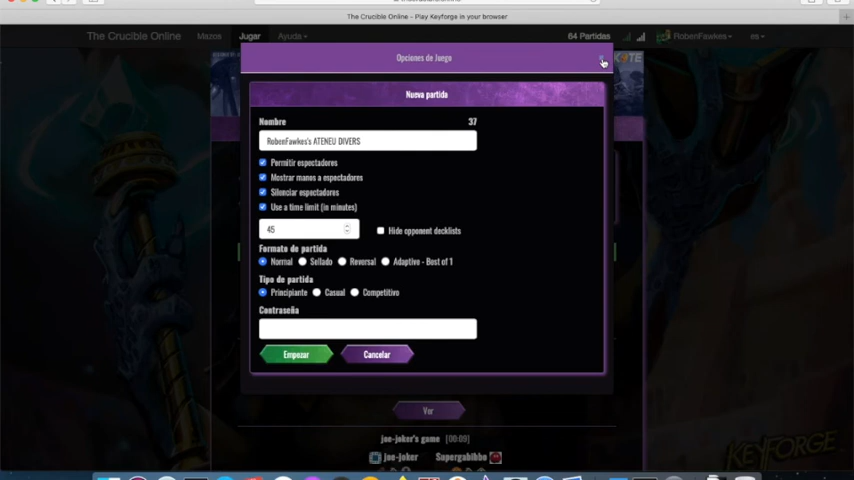 The Crucible Online – Play Keyforge in your browser
The Crucible Online Mazos Jugar Ayuda 64 Partidas RobenFawkes es
Opciones de Juego
Nueva partida
Nombre 37
RobenFawkes's ATENEU DIVERS
Permitir espectadores
Mostrar manos a espectadores
Silenciar espectadores
Use a time limit (in minutes)
45 Hide opponent decklists
Formato de partida
Normal Sellado Reversal Adaptive - Best of 1
Tipo de partida
Principiante Casual Competitivo
Contraseña
Empezar Cancelar
Ver
joe-joker's game [00:09]
joe-joker Supergabibbo
KEYFORGE